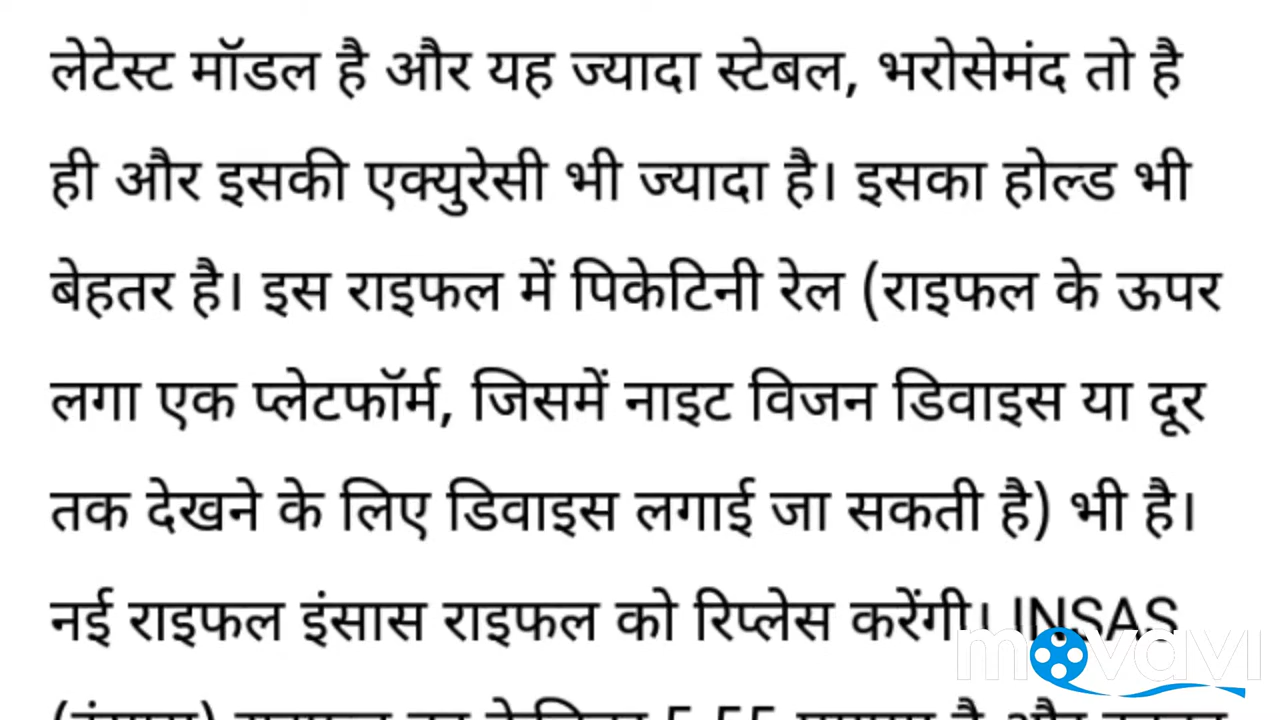 लेटेस्ट मॉडल है और यह ज्यादा स्टेबल, भरोसेमंद तो है
ही और इसकी एक्युरेसी भी ज्यादा है। इसका होल्ड भी
बेहतर है। इस राइफल में पिकेटिनी रेल (राइफल के ऊपर
लगा एक प्लेटफॉर्म, जिसमें नाइट विजन डिवाइस या दूर
तक देखने के लिए डिवाइस लगाई जा सकती है) भी है।
नई राइफल इंसास राइफल को रिप्लेस करेंगी। INSAS
movavi